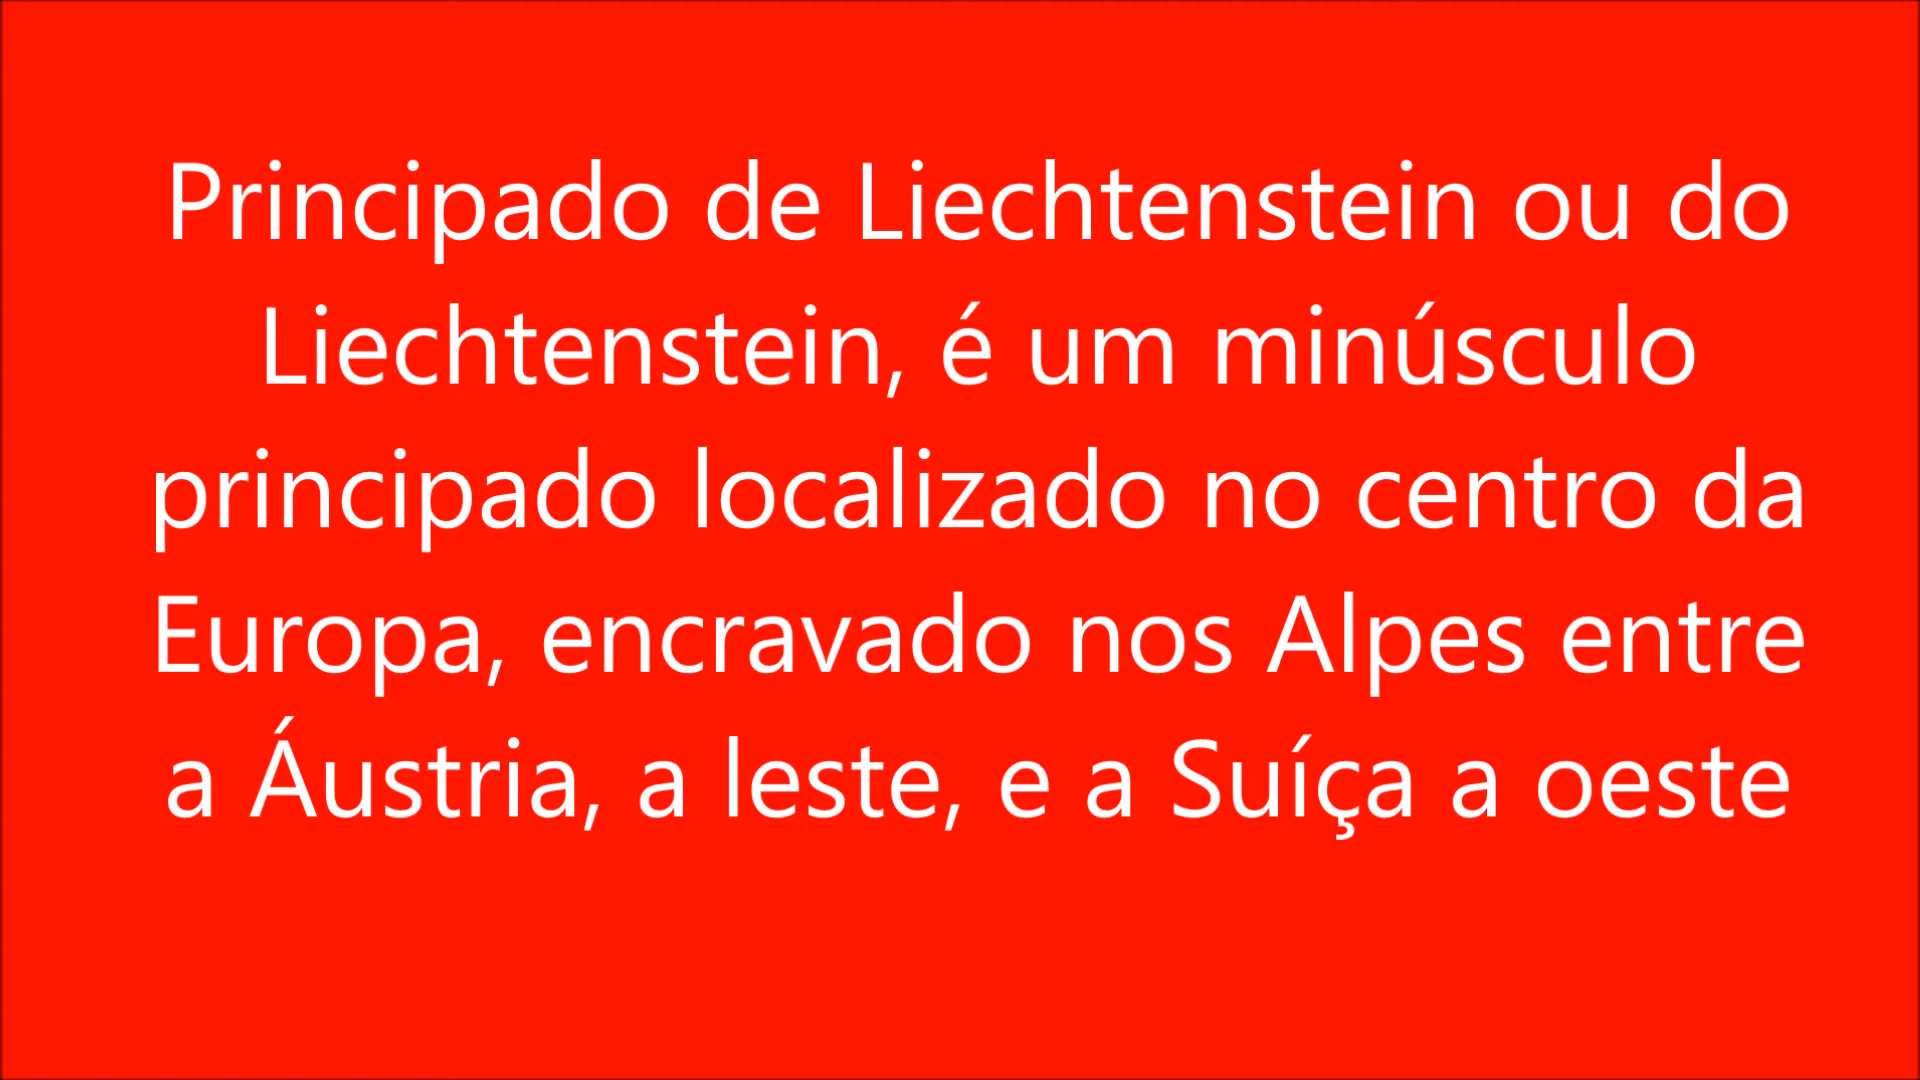 Principado de Liechtenstein ou do
Liechtenstein, é um minúsculo
principado localizado no centro da
Europa, encravado nos Alpes entre
a Áustria, a leste, e a Suíça a oeste